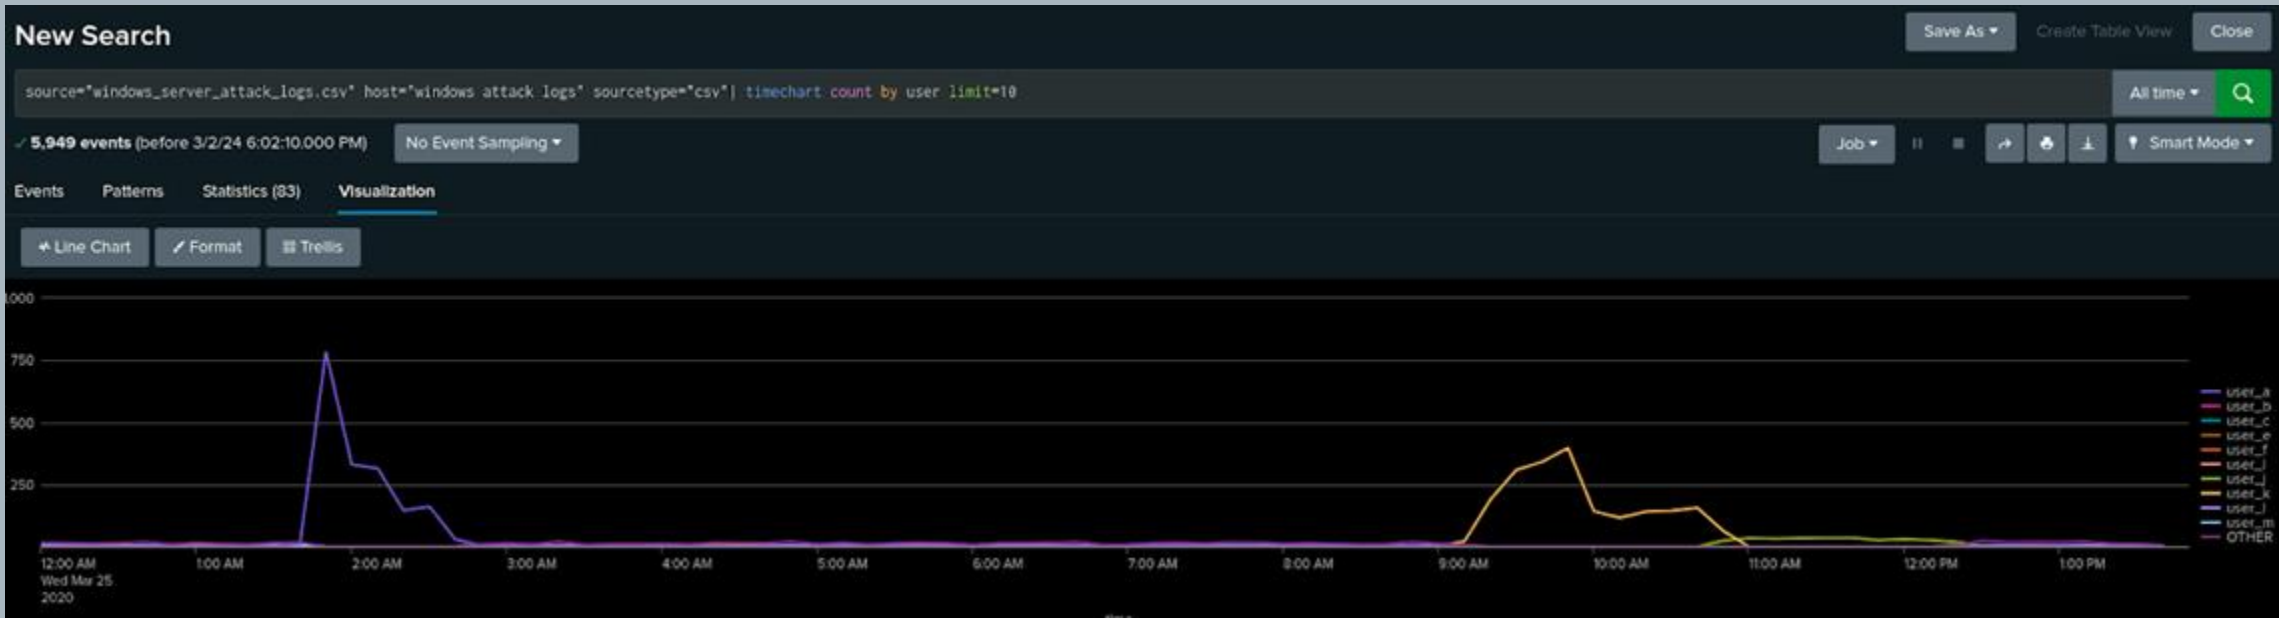 New Search
Save As ▾ Create Table View Close
source="windows_server_attack_logs.csv" host="windows attack logs" sourcetype="csv"| timechart count by user limit=10
All time ▾
✓ 5,949 events (before 3/2/24 6:02:10.000 PM) No Event Sampling ▾
Job ▾ Smart Mode ▾
Events Patterns Statistics (83) Visualization
Line Chart Format Trellis
1000
750
500
250
user_a
user_b
user_c
user_e
user_f
user_j
user_k
user_m
OTHER
12:00 AM 1:00 AM 2:00 AM 3:00 AM 4:00 AM 5:00 AM 6:00 AM 7:00 AM 8:00 AM 9:00 AM 10:00 AM 11:00 AM 12:00 PM 1:00 PM
Wed Mar 25
2020